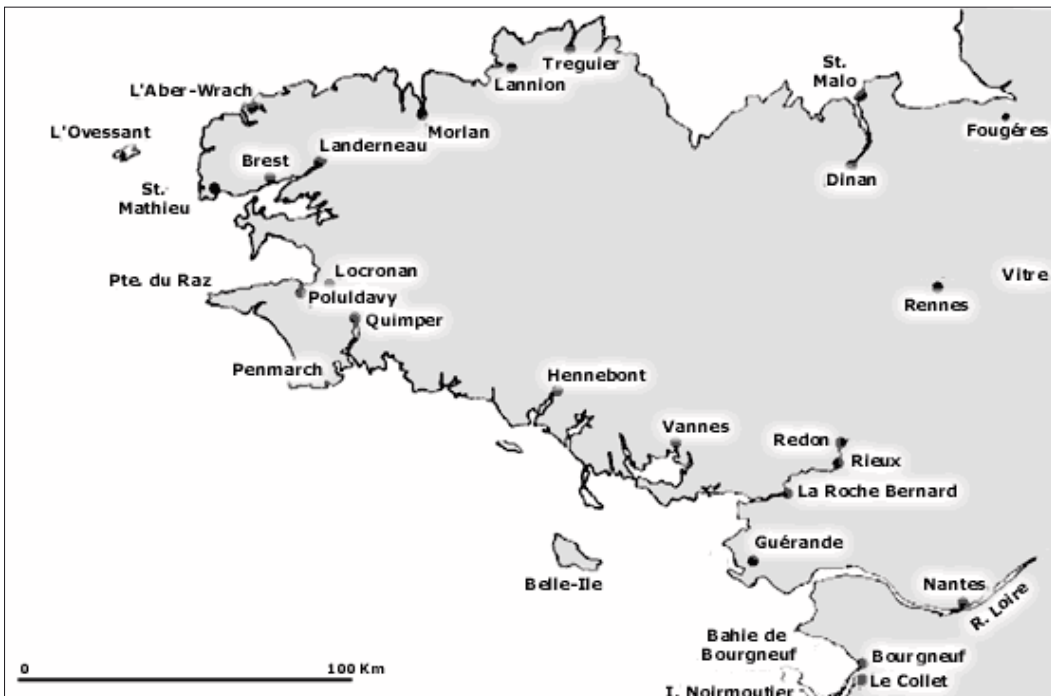 Treguier
Lannion
St.
Malo
L'Aber-Wrach
Morlan
Fougéres
L'Ovessant
Landerneau
Brest
Dinan
St.
Mathieu
Locronan
Pte. du Raz
Vitre
Poluldavy
Rennes
Quimper
Penmarch
Hennebont
Vannes
Redon
Rieux
La Roche Bernard
Guérande
Belle-Ile
Nantes
R. Loire
Bahie de
Bourgneuf
Bourgneuf
0
100 Km
Le Collet
I. Noirmoutier